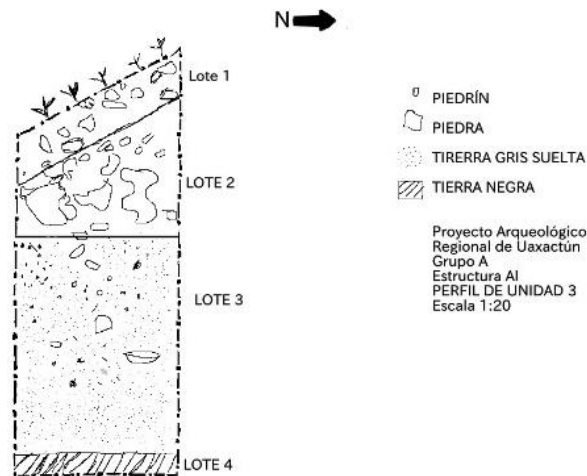 N
Lote 1
LOTE 2
LOTE 3
LOTE 4
PIEDRÍN
PIEDRA
TIRERRA GRIS SUELTA
TIERRA NEGRA
Proyecto Arqueológico
Regional de Uaxactún
Grupo A
Estructura AI
PERFIL DE UNIDAD 3
Escala 1:20